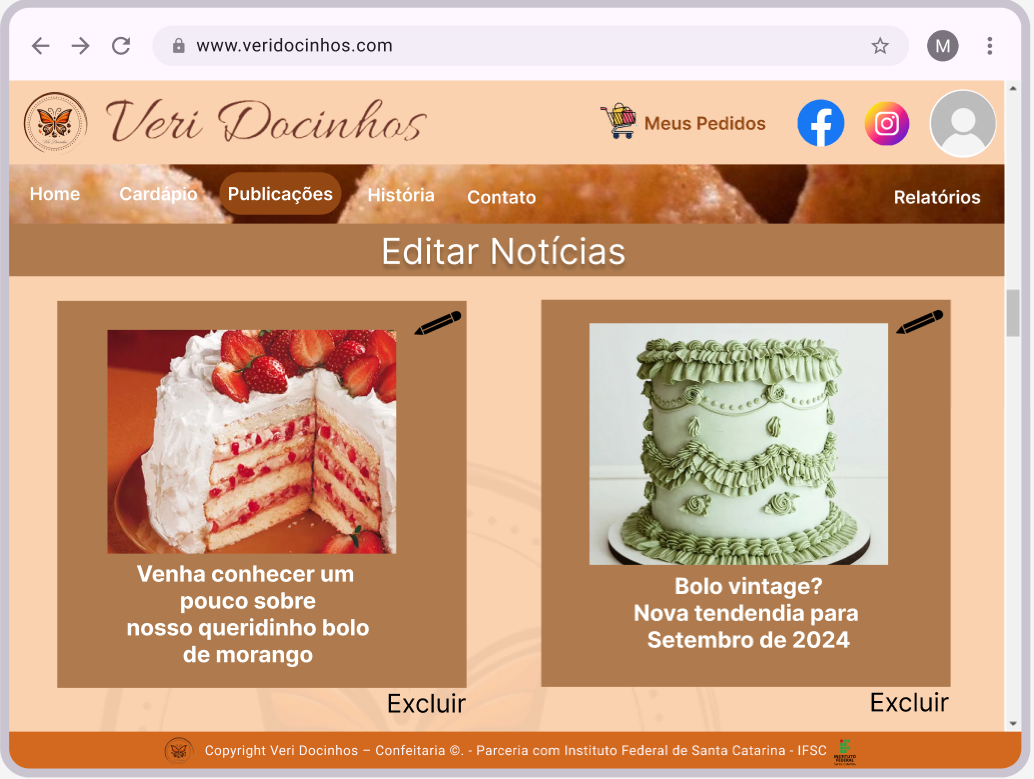 www.veridocinhos.com
M
Veri Docinhos
Meus Pedidos
Home Cardápio Publicações História Contato Relatórios
Editar Notícias
Venha conhecer um
pouco sobre
nosso queridinho bolo
de morango
Excluir
Bolo vintage?
Nova tendendia para
Setembro de 2024
Excluir
Copyright Veri Docinhos – Confeitaria ©. - Parceria com Instituto Federal de Santa Catarina - IFSC
INSTITUTO
FEDERAL